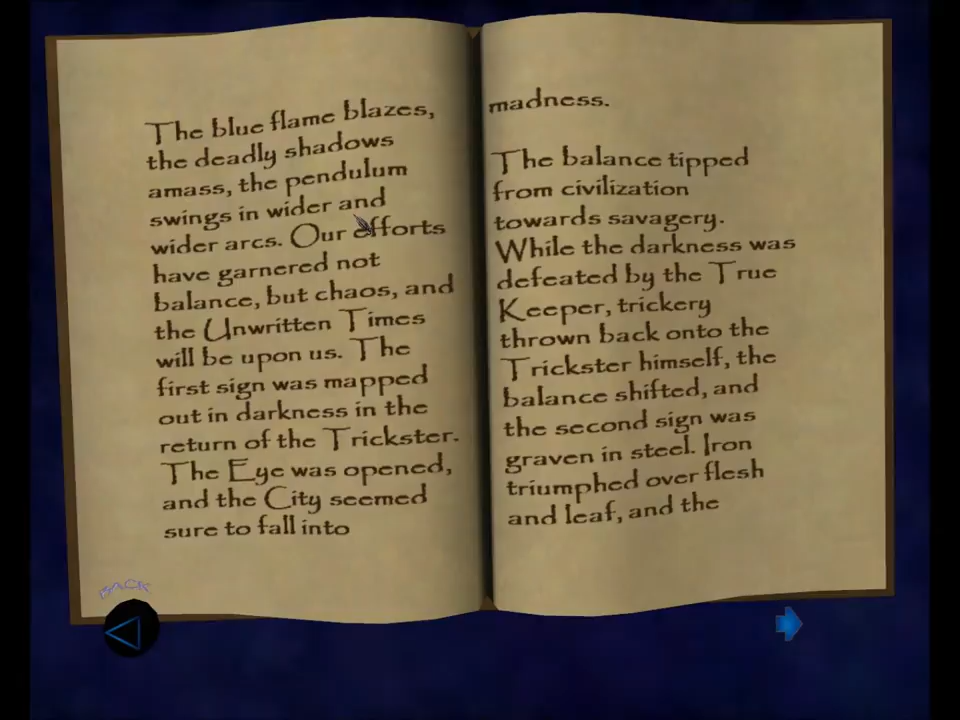 The blue flame blazes,
the deadly shadows
amass, the pendulum
swings in wider and
wider arcs. Our efforts
have garnered not
balance, but chaos, and
the Unwritten Times
will be upon us. The
first sign was mapped
out in darkness in the
return of the Trickster.
The Eye was opened,
and the City seemed
sure to fall into
madness.
The balance tipped
from civilization
towards savagery.
While the darkness was
defeated by the True
Keeper, trickery
thrown back onto the
Trickster himself, the
balance shifted, and
the second sign was
graven in steel. Iron
triumphed over flesh
and leaf, and the
BACK